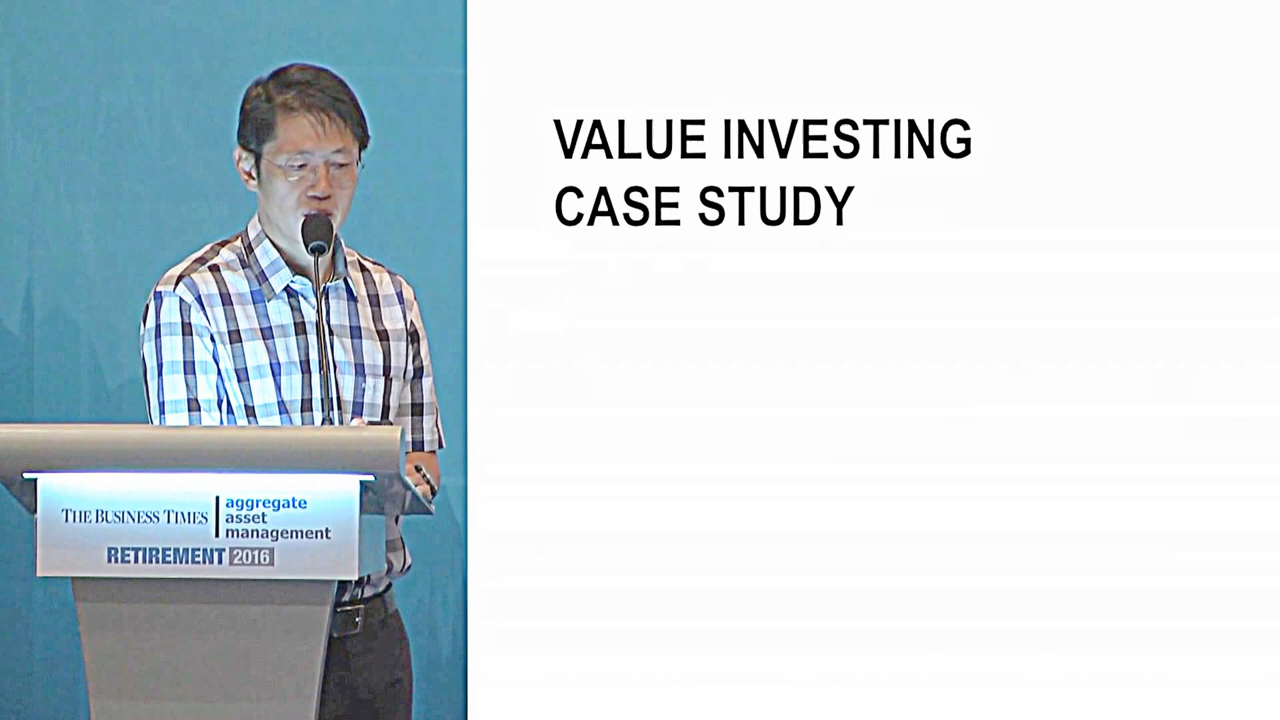 VALUE INVESTING
CASE STUDY
THE BUSINESS TIMES
aggregate
asset
management
RETIREMENT 2016